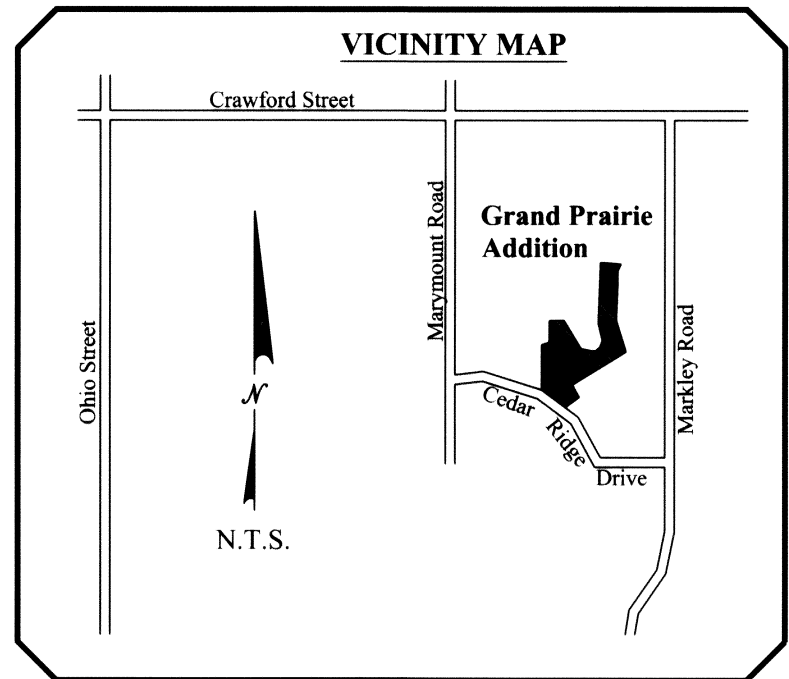 VICINITY MAP
Crawford Street
Marymount Road
Grand Prairie
Addition
Ohio Street
Markley Road
N
Cedar Ridge Drive
N.T.S.